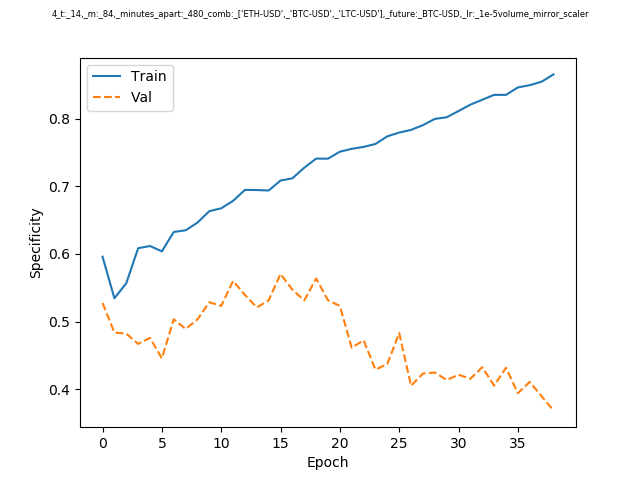 4_t:_14,_m:_84,_minutes_apart:_480_comb:_['ETH-USD',_'BTC-USD',_'LTC-USD'],_future:_BTC-USD,_lr:_1e-5volume_mirror_scaler
Train
Val
Specificity
0.8
0.7
0.6
0.5
0.4
0 5 10 15 20 25 30 35
Epoch